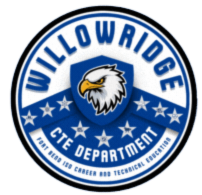 WILLOWRIDGE
CTE DEPARTMENT
FORT BEND ISD CAREER AND TECHNICAL EDUCATION